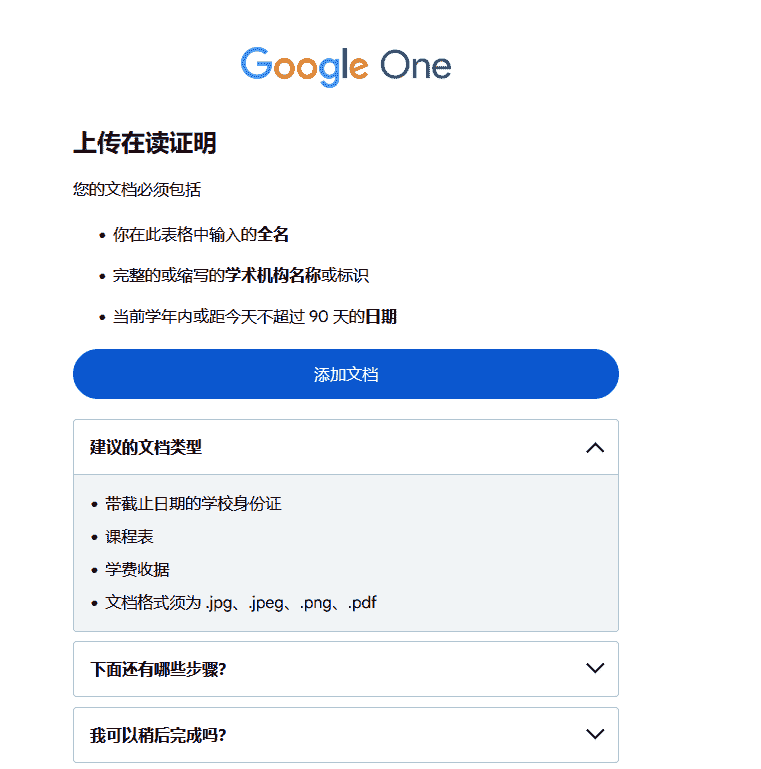 Google One
上传在读证明
您的文档必须包括
• 你在此表格中输入的全名
• 完整的或缩写的学术机构名称或标识
• 当前学年内或距今天不超过 90 天的日期
添加文档
建议的文档类型
• 带截止日期的学校身份证
• 课程表
• 学费收据
• 文档格式须为 .jpg、.jpeg、.png、.pdf
下面还有哪些步骤?
我可以稍后完成吗?